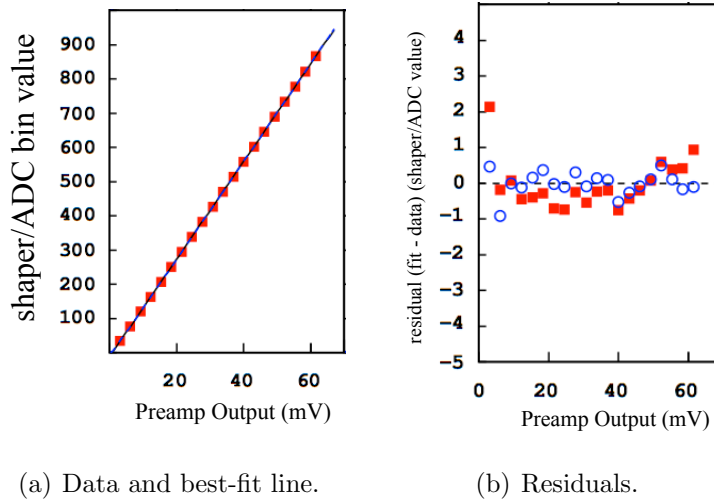 shaper/ADC bin value
900
800
700
600
500
400
300
200
100
20 40 60
Preamp Output (mV)
(a) Data and best-fit line.
residual (fit - data) (shaper/ADC value)
4
3
2
1
0
−1
−2
−3
−4
−5
0 20 40 60
Preamp Output (mV)
(b) Residuals.